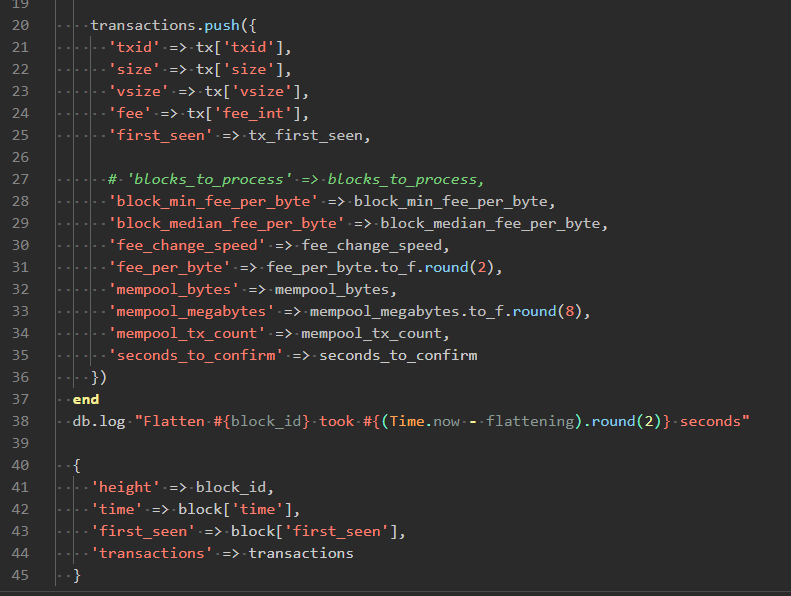 19
20 transactions.push({
21 'txid' => tx['txid'],
22 'size' => tx['size'],
23 'vsize' => tx['vsize'],
24 'fee' => tx['fee_int'],
25 'first_seen' => tx_first_seen,
26
27 # 'blocks_to_process' => blocks_to_process,
28 'block_min_fee_per_byte' => block_min_fee_per_byte,
29 'block_median_fee_per_byte' => block_median_fee_per_byte,
30 'fee_change_speed' => fee_change_speed,
31 'fee_per_byte' => fee_per_byte.to_f.round(2),
32 'mempool_bytes' => mempool_bytes,
33 'mempool_megabytes' => mempool_megabytes.to_f.round(8),
34 'mempool_tx_count' => mempool_tx_count,
35 'seconds_to_confirm' => seconds_to_confirm
36 })
37 end
38 db.log "Flatten #{block_id} took #{(Time.now - flattening).round(2)} seconds"
39
40 {
41 'height' => block_id,
42 'time' => block['time'],
43 'first_seen' => block['first_seen'],
44 'transactions' => transactions
45 }